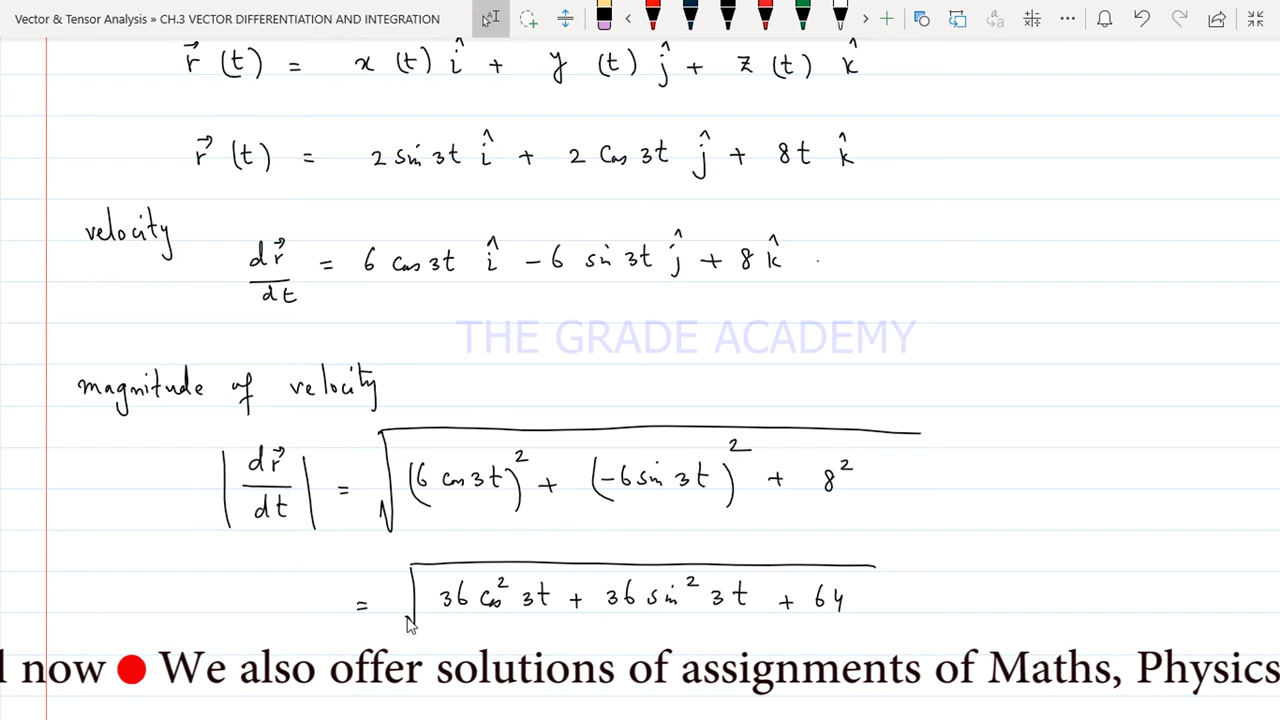 Vector & Tensor Analysis » CH.3 VECTOR DIFFERENTIATION AND INTEGRATION
r⃗ (t) = x (t) î + y (t) ĵ + z (t) k̂
r⃗ (t) = 2 sin 3t î + 2 Cos 3t ĵ + 8t k̂
velocity
dr⃗/dt = 6 cos 3t î - 6 sin 3t ĵ + 8 k̂
THE GRADE ACADEMY
magnitude of velocity
|dr⃗/dt| = √((6 cos 3t)² + (-6 sin 3t)² + 8²)
= √(36 cos² 3t + 36 sin² 3t + 64)
now ● We also offer solutions of assignments of Maths, Physics